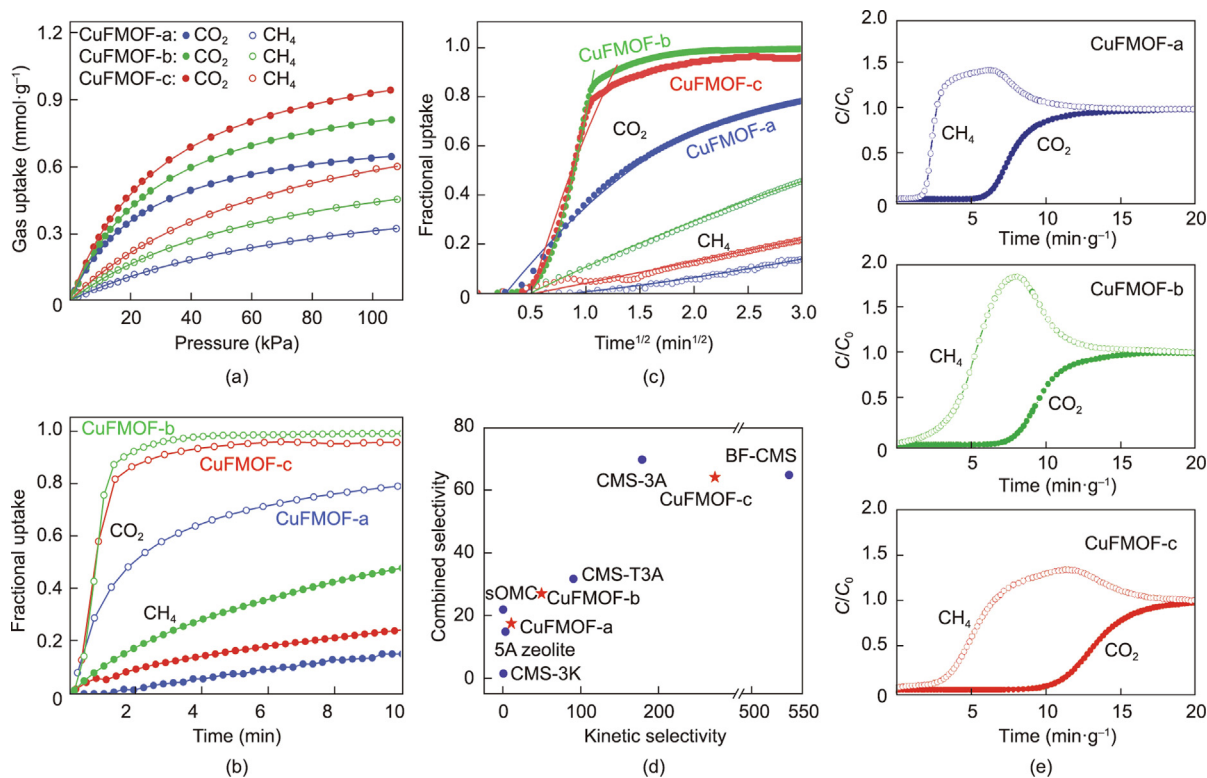 1.2
0.9
0.6
0.3
0
20 40 60 80 100
Gas uptake (mmol·g⁻¹)
Pressure (kPa)
CuFMOF-a: CO₂ CH₄
CuFMOF-b: CO₂ CH₄
CuFMOF-c: CO₂ CH₄
(a)
1.0
0.8
0.6
0.4
0.2
0
0.5 1.0 1.5 2.0 2.5 3.0
Fractional uptake
Time¹/² (min¹/²)
CuFMOF-b
CuFMOF-c
CO₂
CuFMOF-a
CH₄
(c)
1.0
0.8
0.6
0.4
0.2
0
2 4 6 8 10
Fractional uptake
Time (min)
CuFMOF-b
CuFMOF-c
CuFMOF-a
CO₂
CH₄
(b)
80
60
40
20
0
0 100 200 500 550
Combined selectivity
Kinetic selectivity
BF-CMS
CMS-3A
CuFMOF-c
CMS-T3A
sOMC
CuFMOF-b
CuFMOF-a
5A zeolite
CMS-3K
(d)
2.0
1.5
1.0
1.5
0
5 10 15 20
C/C₀
Time (min·g⁻¹)
CuFMOF-a
CH₄
CO₂
2.0
1.5
1.0
1.5
0
5 10 15 20
C/C₀
Time (min·g⁻¹)
CuFMOF-b
CH₄
CO₂
2.0
1.5
1.0
1.5
0
5 10 15 20
C/C₀
Time (min·g⁻¹)
CuFMOF-c
CH₄
CO₂
(e)